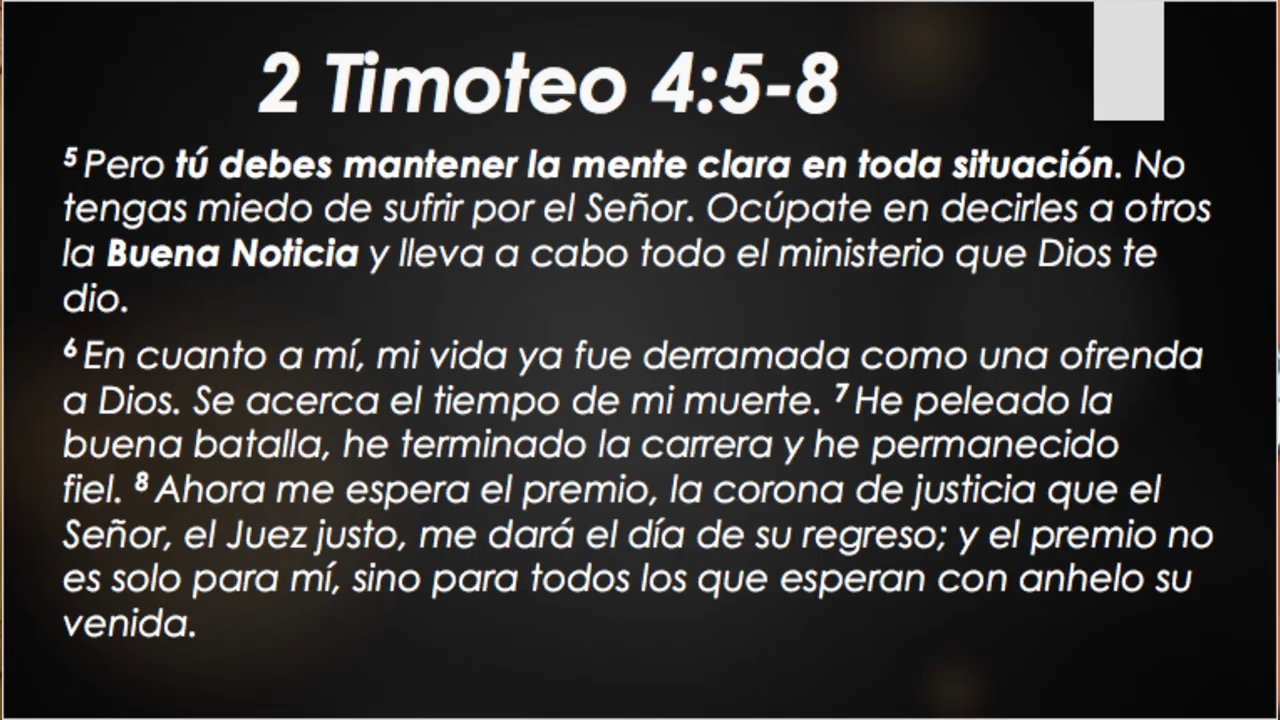 2 Timoteo 4:5-8
5 Pero tú debes mantener la mente clara en toda situación. No
tengas miedo de sufrir por el Señor. Ocúpate en decirles a otros
la Buena Noticia y lleva a cabo todo el ministerio que Dios te
dio.
6 En cuanto a mí, mi vida ya fue derramada como una ofrenda
a Dios. Se acerca el tiempo de mi muerte. 7 He peleado la
buena batalla, he terminado la carrera y he permanecido
fiel. 8 Ahora me espera el premio, la corona de justicia que el
Señor, el Juez justo, me dará el día de su regreso; y el premio no
es solo para mí, sino para todos los que esperan con anhelo su
venida.